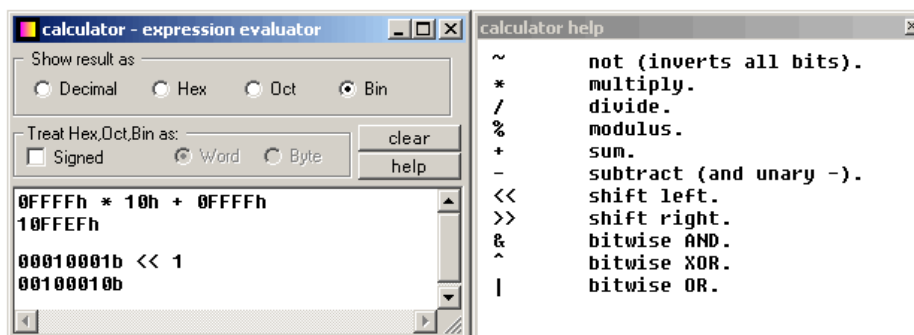 calculator - expression evaluator
Show result as
Decimal Hex Oct Bin
Treat Hex,Oct,Bin as:
Signed Word Byte
clear
help
0FFFFh * 10h + 0FFFFh
10FFEFh
00010001b << 1
00100010b
calculator help
~ not (inverts all bits).
* multiply.
/ divide.
% modulus.
+ sum.
- subtract (and unary -).
<< shift left.
>> shift right.
& bitwise AND.
^ bitwise XOR.
| bitwise OR.